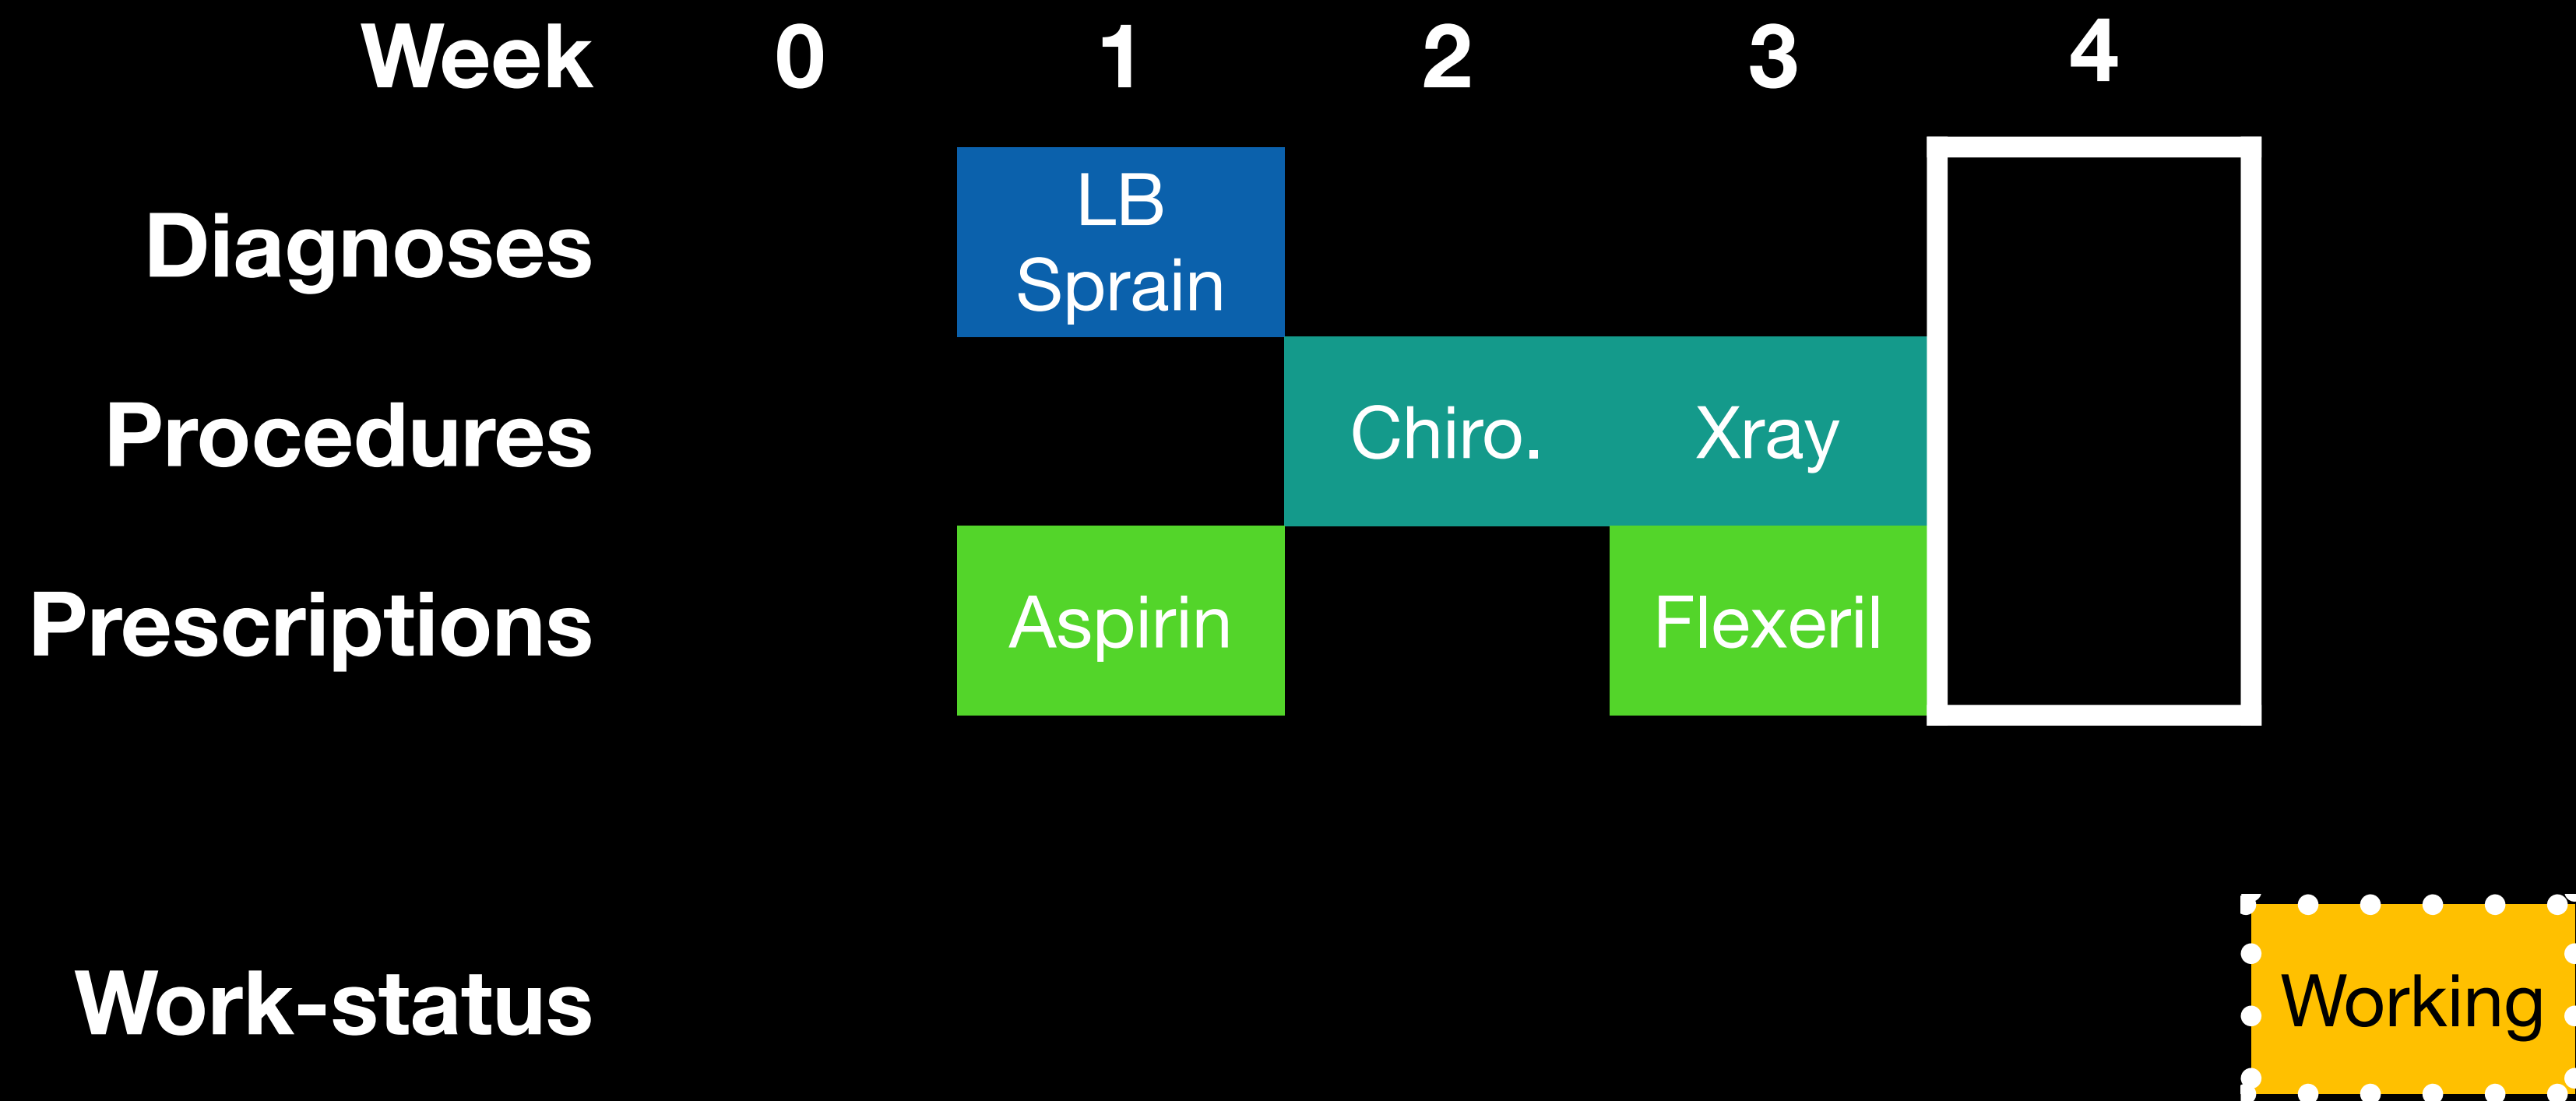 Week 0 1 2 3 4
Diagnoses
LB
Sprain
Procedures Chiro. Xray
Prescriptions Aspirin Flexeril
Work-status Working